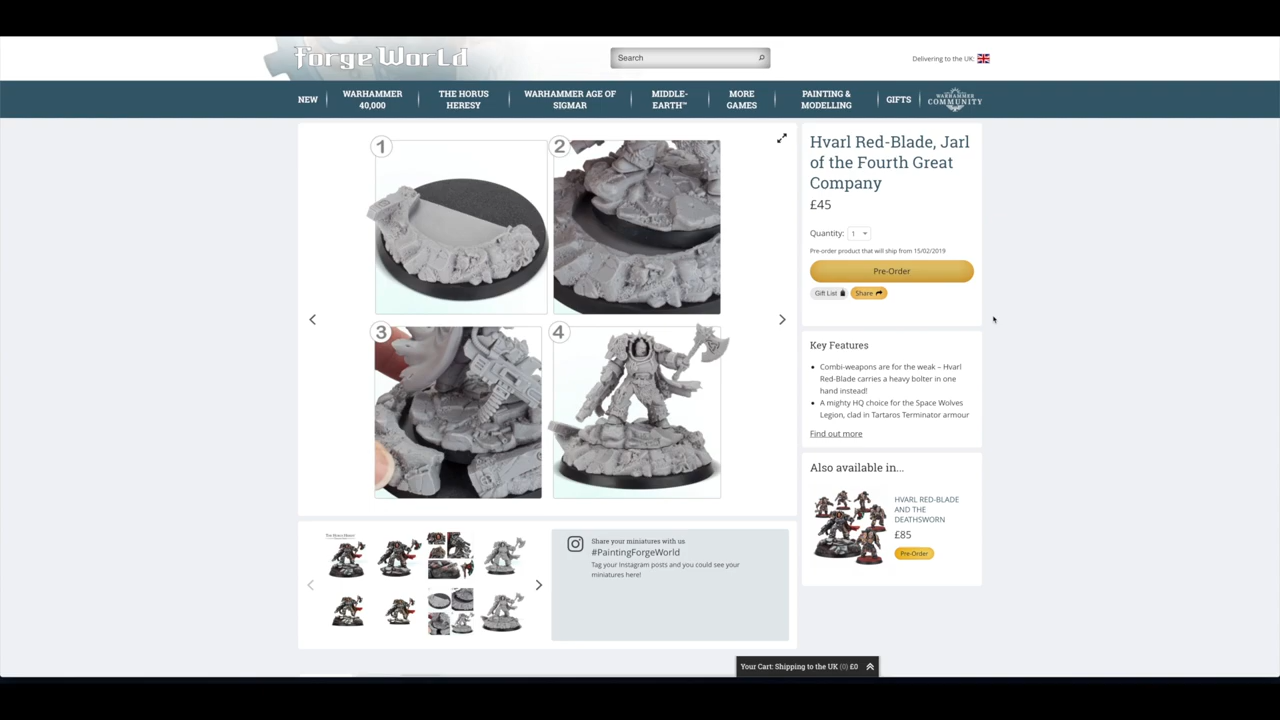 Forge World
Search
Delivering to the UK:
NEW
WARHAMMER
40,000
THE HORUS
HERESY
WARHAMMER AGE OF
SIGMAR
MIDDLE-
EARTH™
MORE
GAMES
PAINTING &
MODELLING
GIFTS
WARHAMMER
COMMUNITY
1
2
3
4
Hvarl Red-Blade, Jarl
of the Fourth Great
Company
£45
Quantity: 1
Pre-order product that will ship from 15/02/2019
Pre-Order
Gift List
Share
Key Features
Combi-weapons are for the weak – Hvarl
Red-Blade carries a heavy bolter in one
hand instead!
A mighty HQ choice for the Space Wolves
Legion, clad in Tartaros Terminator armour
Find out more
Also available in...
HVARL RED-BLADE
AND THE
DEATHSWORN
£85
Pre-Order
THE HORUS HERESY
Share your miniatures with us
#PaintingForgeWorld
Tag your Instagram posts and you could see your
miniatures here!
Your Cart: Shipping to the UK (0) £0